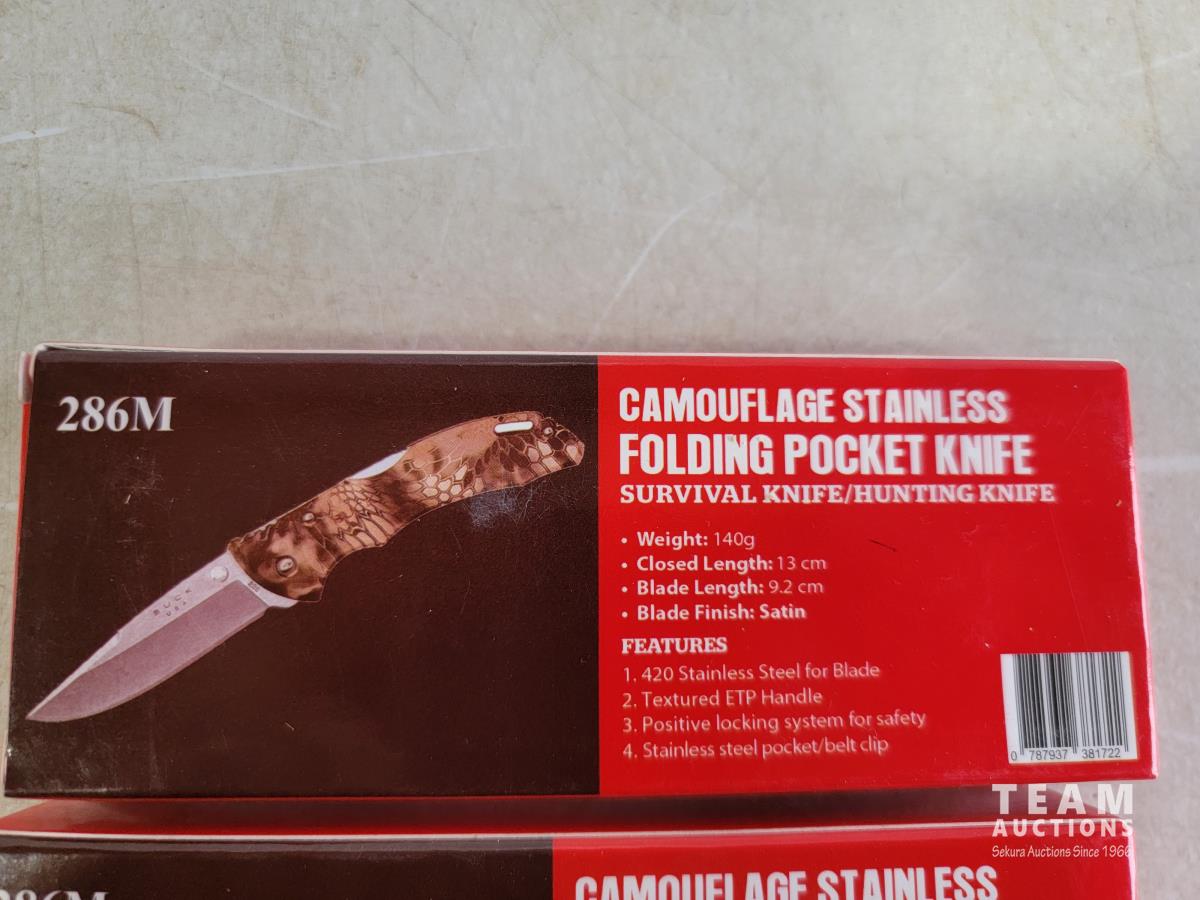 286M
BUCK
USA
CAMOUFLAGE STAINLESS
FOLDING POCKET KNIFE
SURVIVAL KNIFE/HUNTING KNIFE
• Weight: 140g
• Closed Length: 13 cm
• Blade Length: 9.2 cm
• Blade Finish: Satin
FEATURES
1. 420 Stainless Steel for Blade
2. Textured ETP Handle
3. Positive locking system for safety
4. Stainless steel pocket/belt clip
0 787937 381722
TEAM
AUCTIONS
Sekura Auctions Since 1966
286M
CAMOUFLAGE STAINLESS